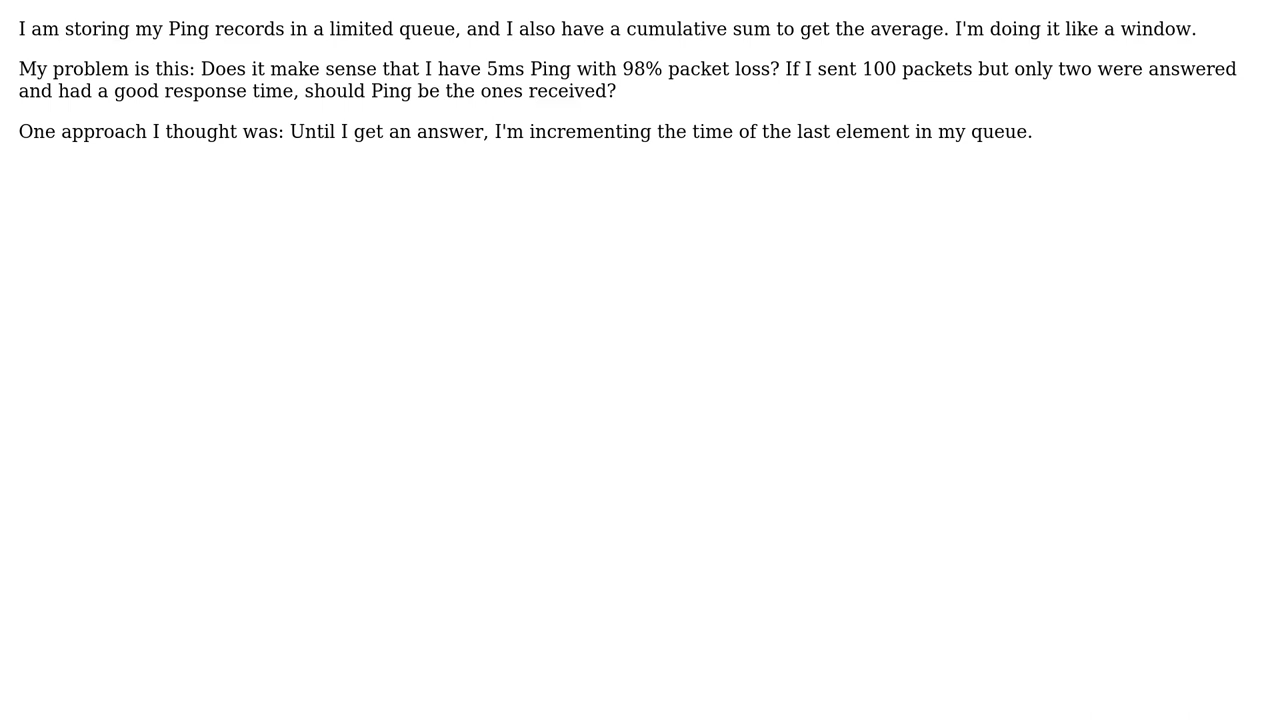 I am storing my Ping records in a limited queue, and I also have a cumulative sum to get the average. I'm doing it like a window.
My problem is this: Does it make sense that I have 5ms Ping with 98% packet loss? If I sent 100 packets but only two were answered
and had a good response time, should Ping be the ones received?
One approach I thought was: Until I get an answer, I'm incrementing the time of the last element in my queue.